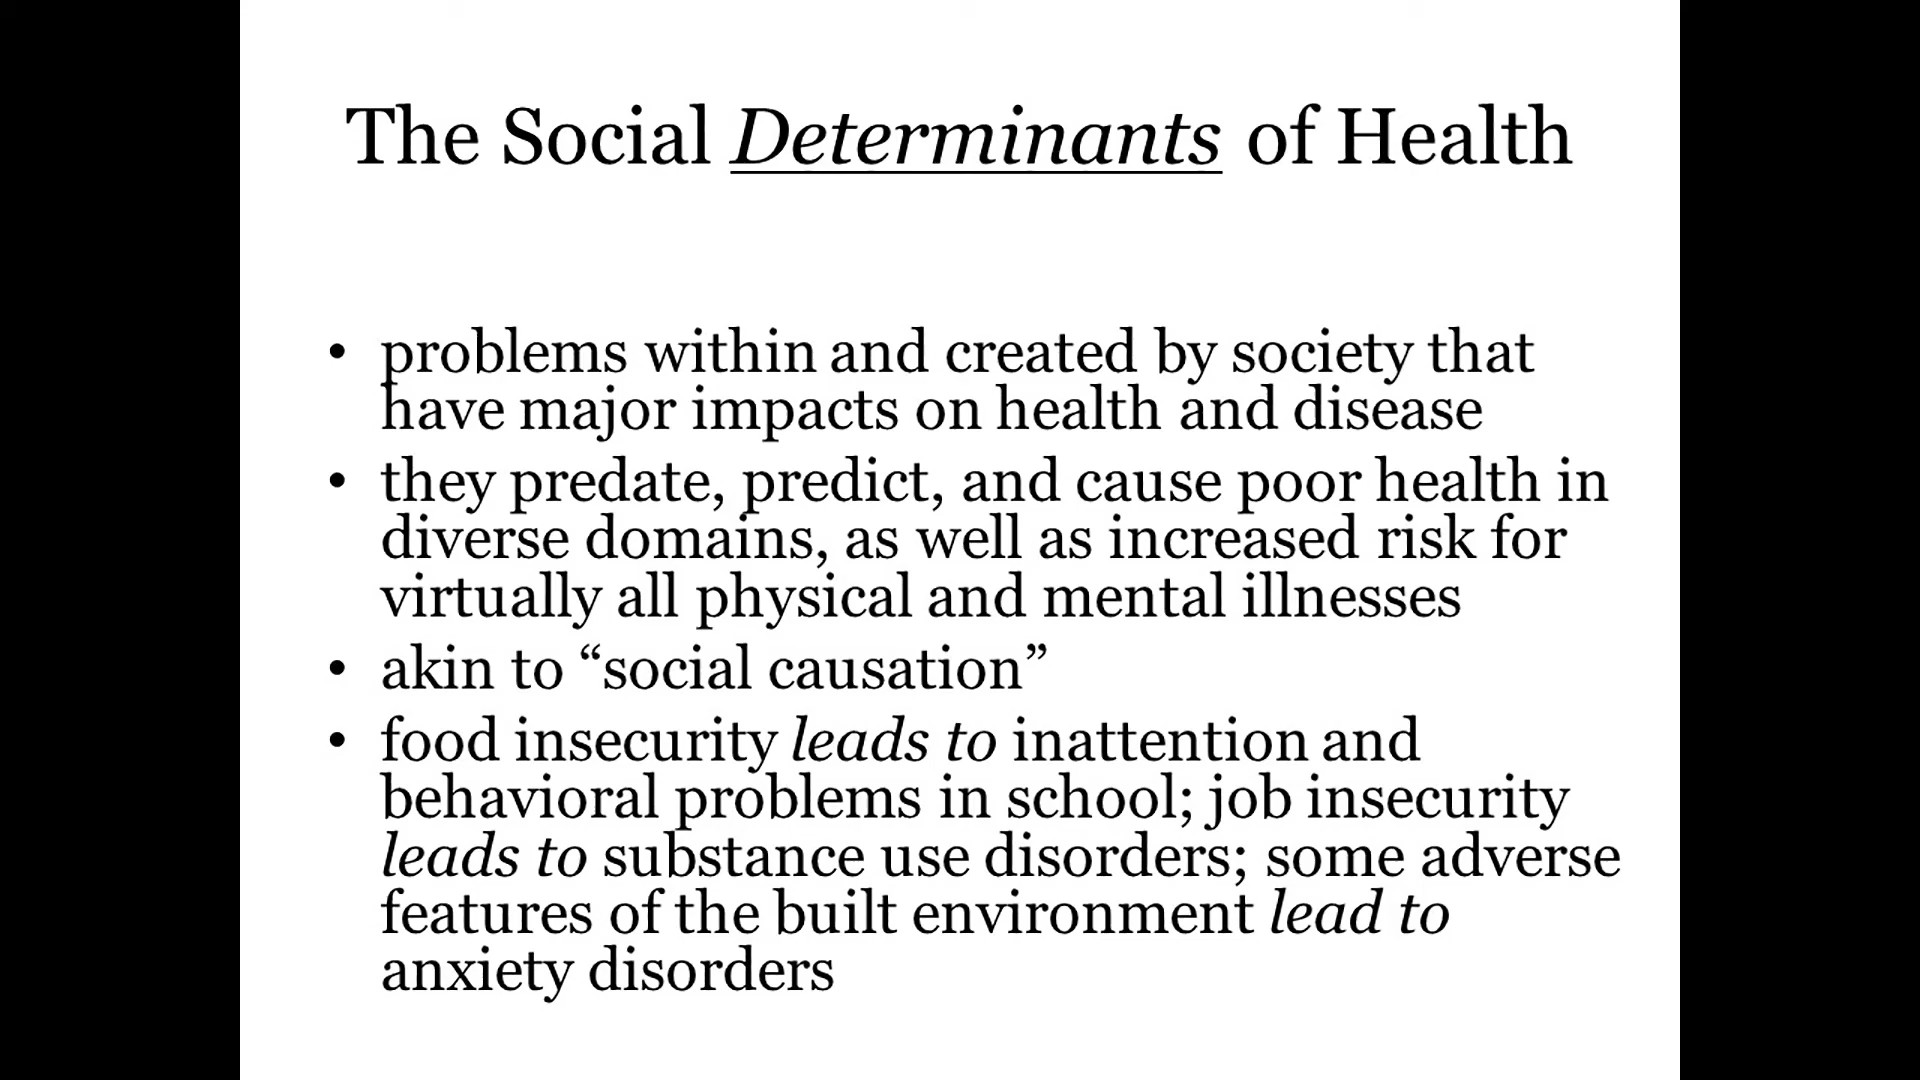 The Social Determinants of Health
• problems within and created by society that
have major impacts on health and disease
• they predate, predict, and cause poor health in
diverse domains, as well as increased risk for
virtually all physical and mental illnesses
• akin to “social causation”
• food insecurity leads to inattention and
behavioral problems in school; job insecurity
leads to substance use disorders; some adverse
features of the built environment lead to
anxiety disorders